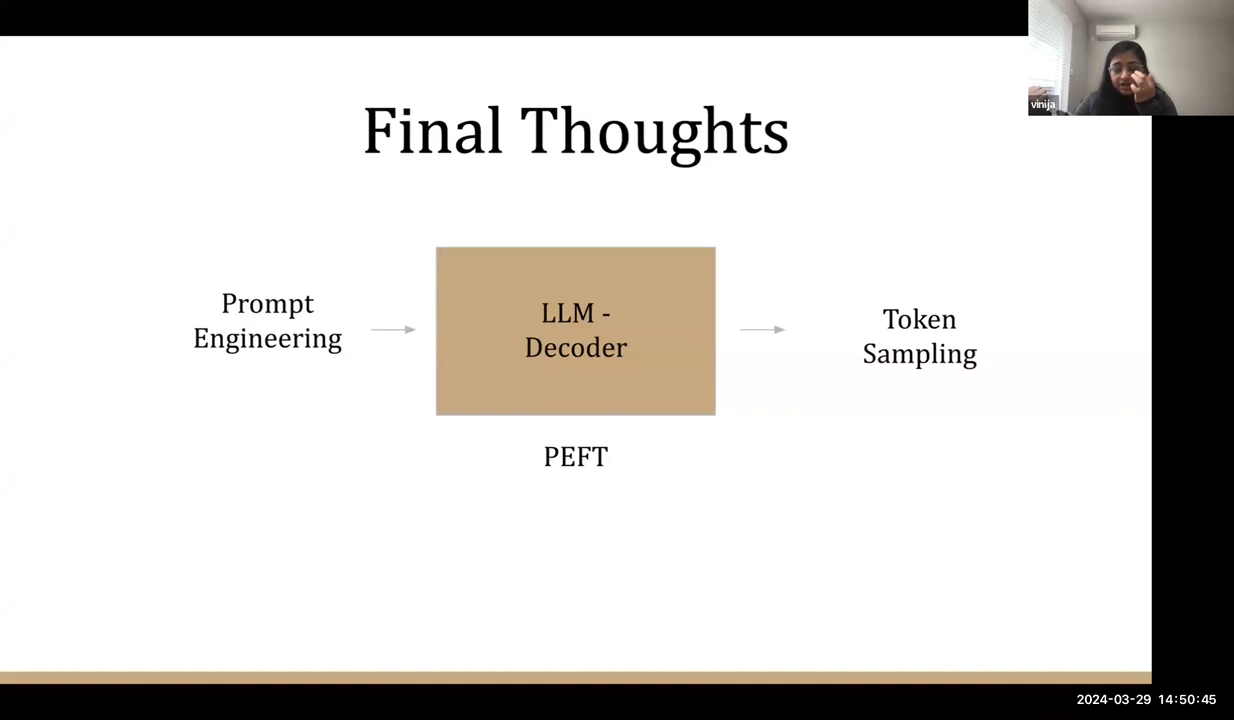 Final Thoughts
Prompt
Engineering
LLM -
Decoder
Token
Sampling
PEFT
vinija
2024-03-29 14:50:45